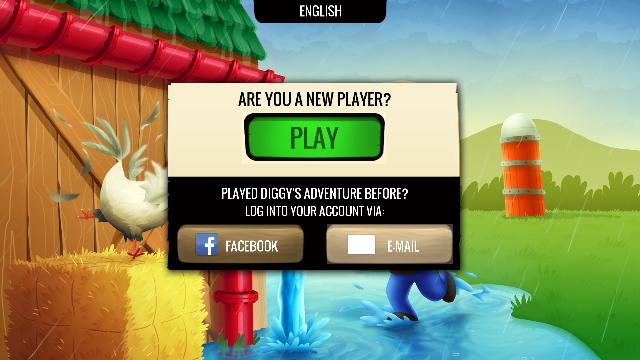 ENGLISH
ARE YOU A NEW PLAYER?
PLAY
PLAYED DIGGY'S ADVENTURE BEFORE?
LOG INTO YOUR ACCOUNT VIA:
f FACEBOOK
E-MAIL